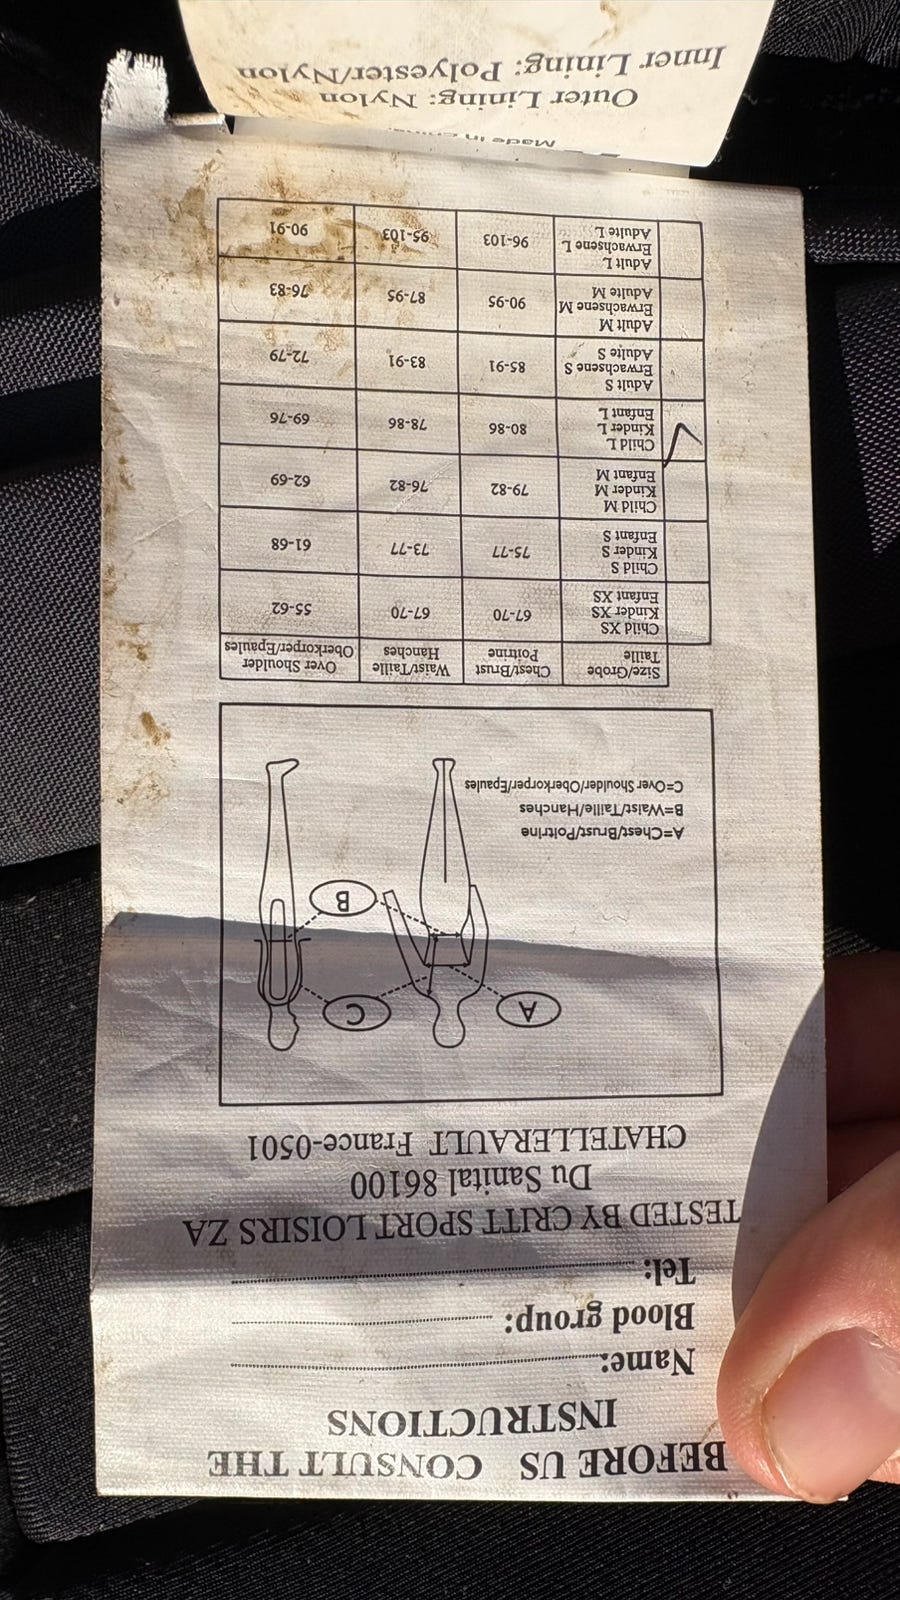 BEFORE US CONSULT THE
INSTRUCTIONS
Name:
Blood group:
Tel:
TESTED BY CRITT SPORT LOISIRS ZA
Du Sanital 86100
CHATELLERAULT France-0501
A
C
B
A=Chest/Brust/Poitrine
B=Waist/Taille/Hanches
C=Over Shoulder/Oberkorper/Epaules
Size/Grobe Chest/Brust Waist/Taille Over Shoulder
Taille Poitrine Hanches Oberkorper/Epaules
Child XS
Kinder XS 67-70 67-70 55-62
Enfant XS
Child S
Kinder S 75-77 73-77 61-68
Enfant S
Child M
Kinder M 79-82 76-82 62-69
Enfant M
Child L
Kinder L 80-86 78-86 69-76
Enfant L
Adult S
Erwachsene S 85-91 83-91 72-79
Adulte S
Adult M
Erwachsene M 90-95 87-95 76-83
Adulte M
Adult L
Erwachsene L 96-103 95-103 90-91
Adulte L
Made in
Outer Lining: Nylon
Inner Lining: Polyester/Nylon